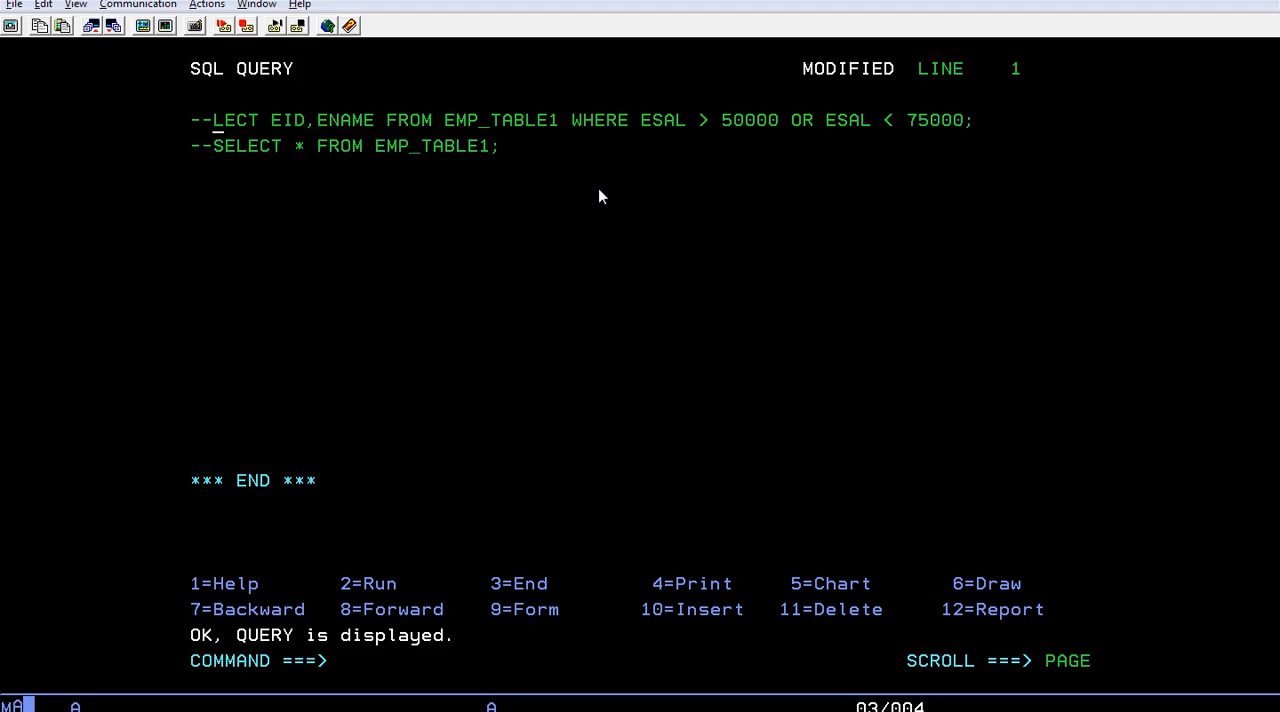 File Edit View Communication Actions Window Help
SQL QUERY MODIFIED LINE 1
--LECT EID,ENAME FROM EMP_TABLE1 WHERE ESAL > 50000 OR ESAL < 75000;
--SELECT * FROM EMP_TABLE1;
*** END ***
1=Help 2=Run 3=End 4=Print 5=Chart 6=Draw
7=Backward 8=Forward 9=Form 10=Insert 11=Delete 12=Report
OK, QUERY is displayed.
COMMAND ===> SCROLL ===> PAGE
MA A A 03/004